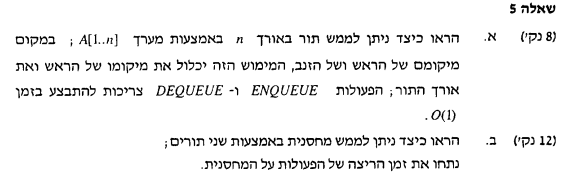 שאלה 5
(8 נק') א. הראו כיצד ניתן לממש תור באורך n באמצעות מערך A[1..n] ; במקום
מיקומם של הראש ושל הזנב, המימוש הזה יכלול את מיקומו של הראש ואת
אורך התור ; הפעולות ENQUEUE ו- DEQUEUE צריכות להתבצע בזמן
O(1) .
(12 נק') ב. הראו כיצד ניתן לממש מחסנית באמצעות שני תורים ;
נתחו את זמן הריצה של הפעולות על המחסנית.